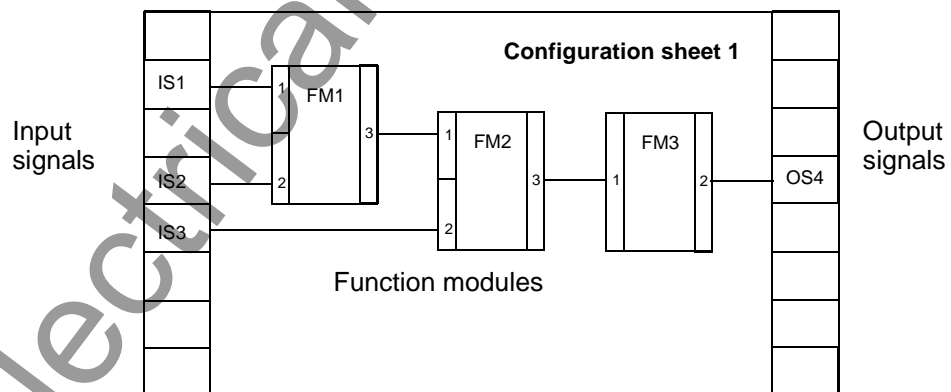 Configuration sheet 1
Input
signals
IS1
IS2
IS3
1
2
FM1
3
1
2
FM2
3
1
FM3
2
OS4
Output
signals
Function modules